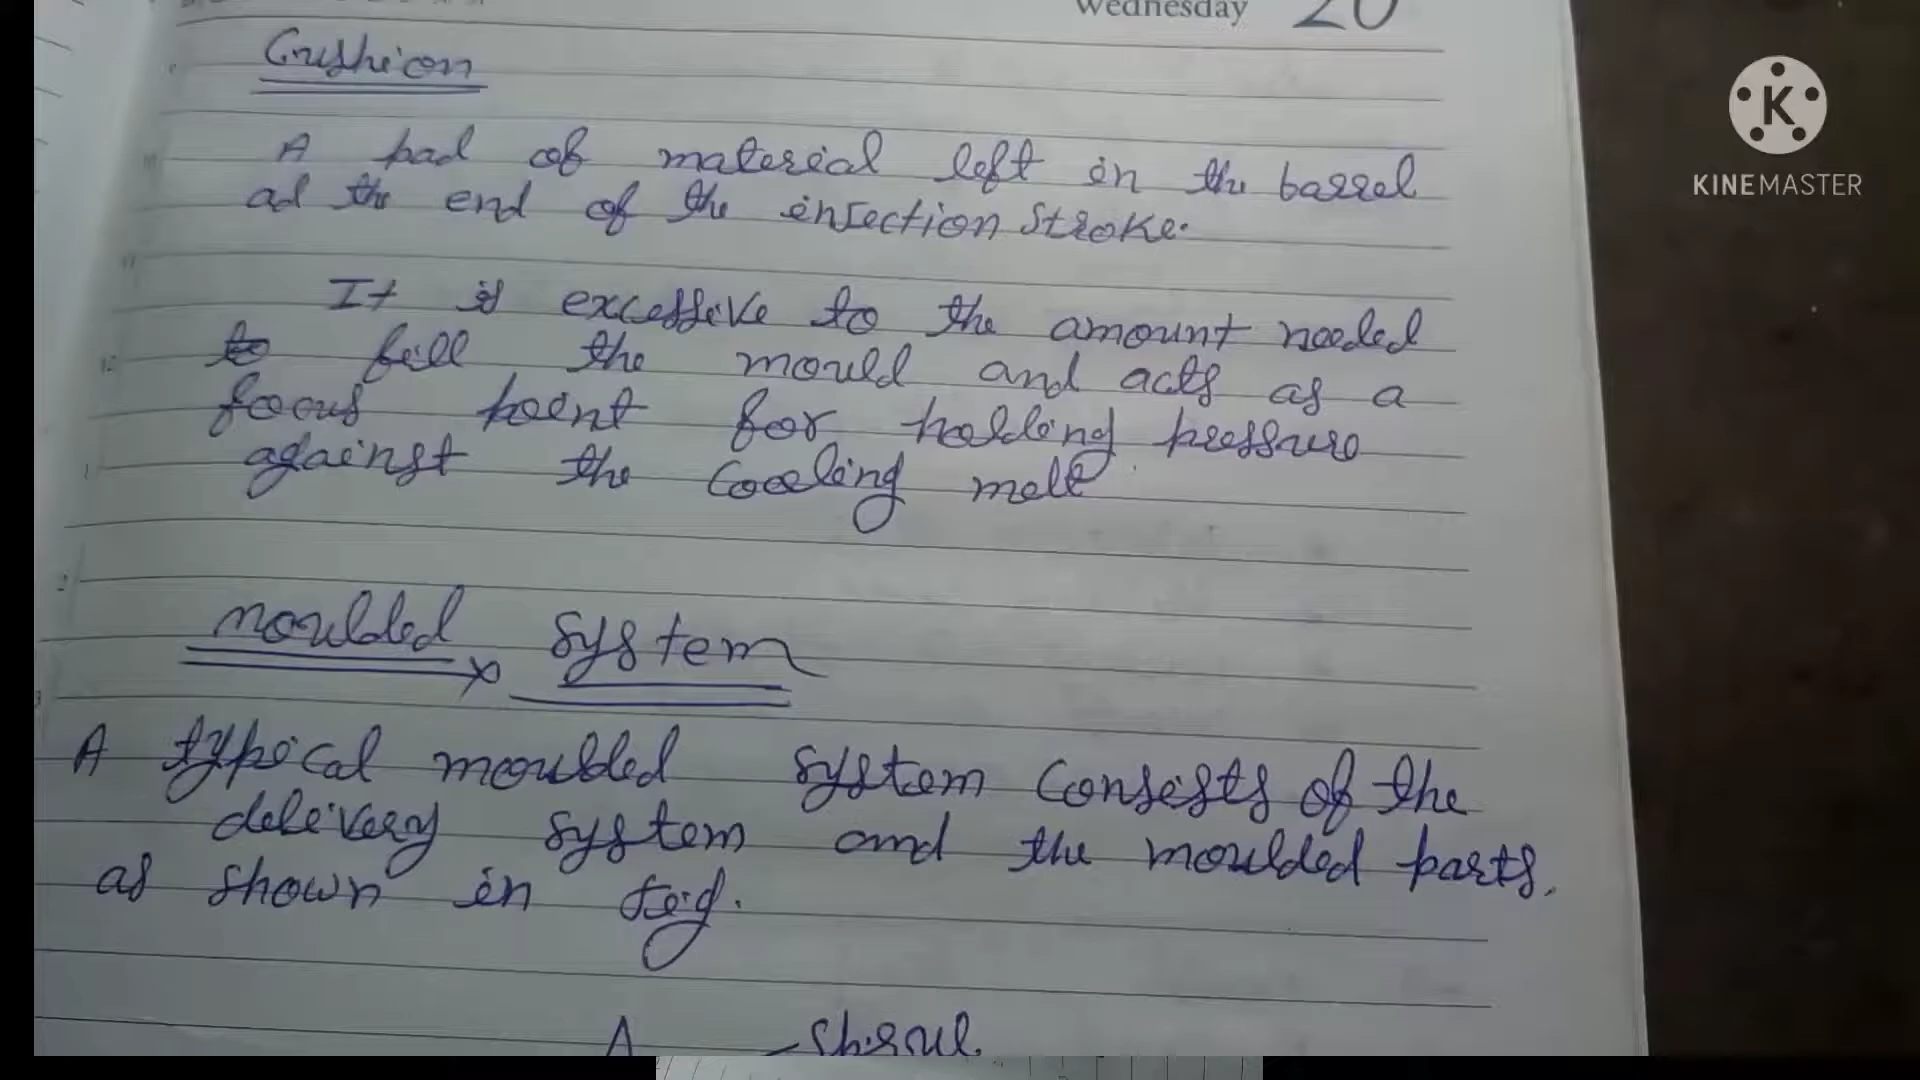 Wednesday 20
Cushion
A pad of material left in the barrel
ad the end of the injection stroke.
It is excessive to the amount needed
to fill the mould and acts as a
focus point for holding pressure
against the cooling melt
moulded system
A typical moulded system consists of the
delivery system and the moulded parts.
as shown in fig.
A
KINEMASTER